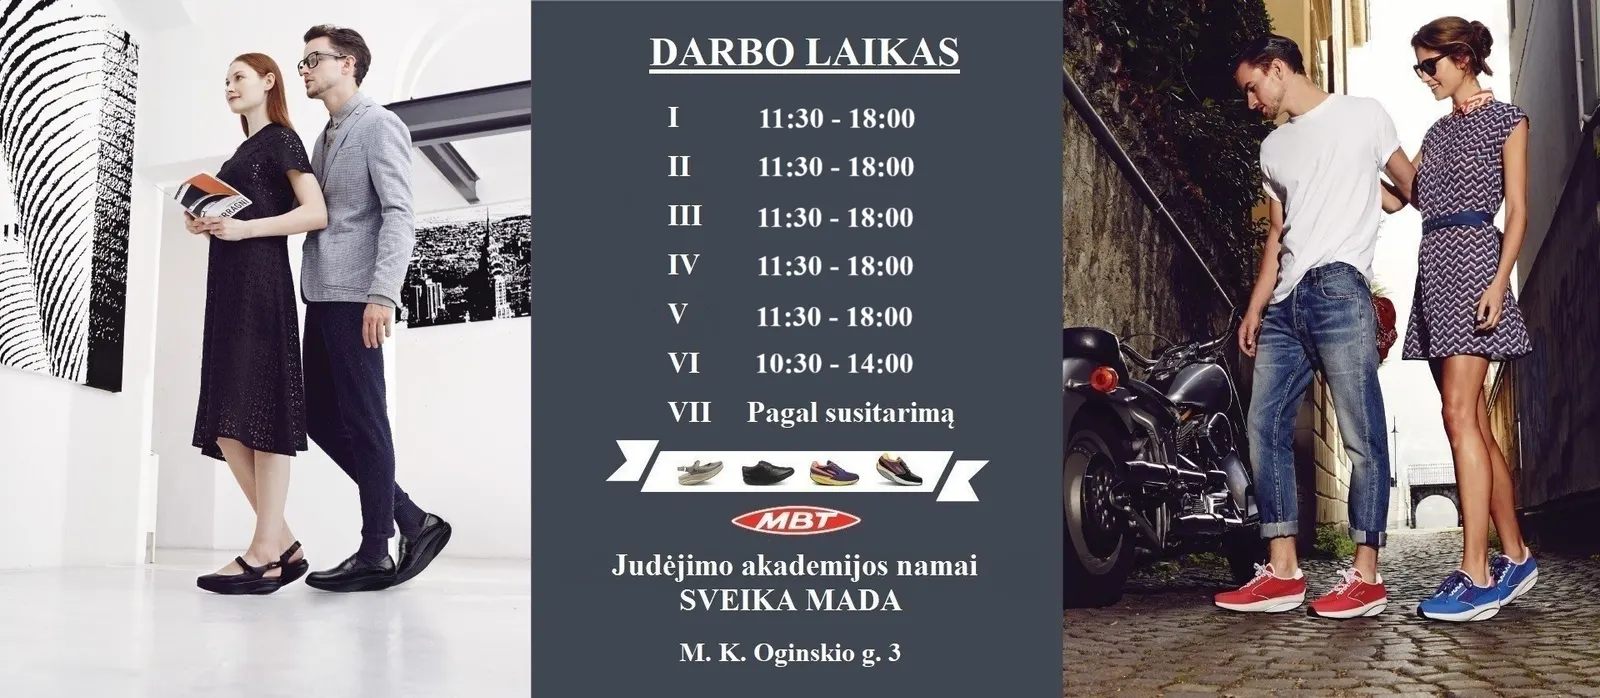 DARBO LAIKAS
I 11:30 - 18:00
II 11:30 - 18:00
III 11:30 - 18:00
IV 11:30 - 18:00
V 11:30 - 18:00
VI 10:30 - 14:00
VII Pagal susitarimą
MBT
Judėjimo akademijos namai
SVEIKA MADA
M. K. Oginskio g. 3